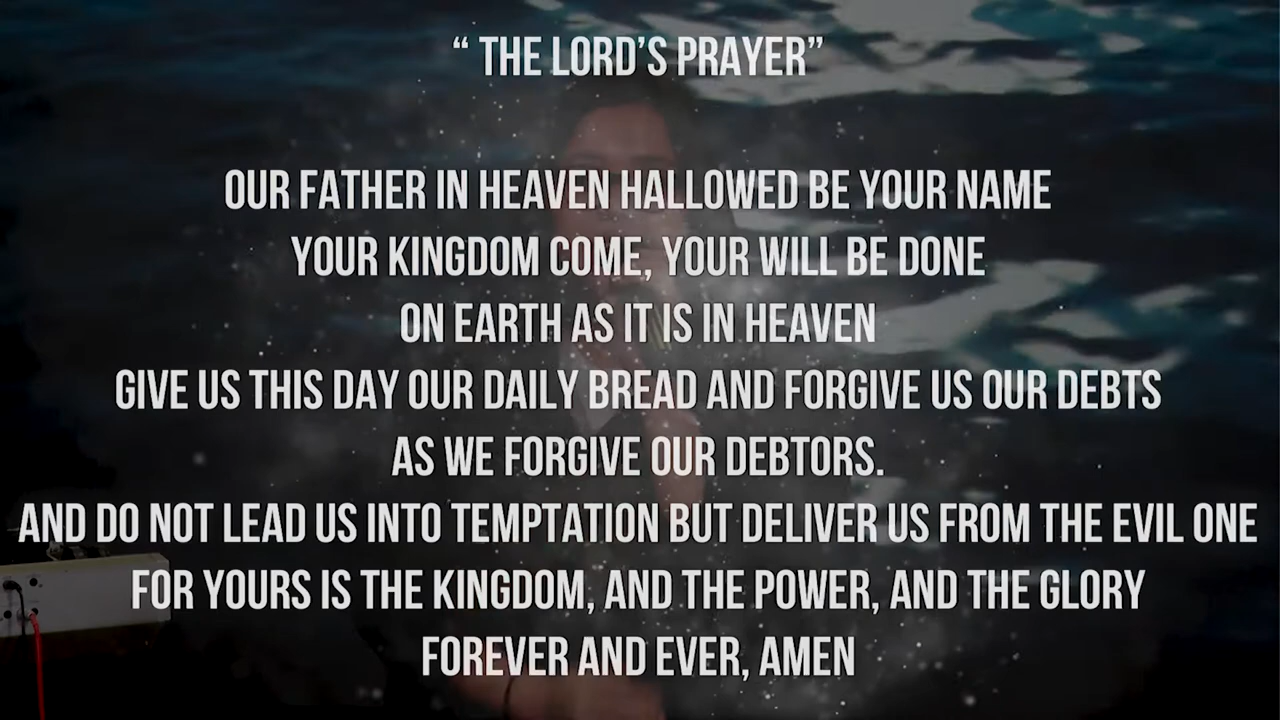 “ THE LORD’S PRAYER”
OUR FATHER IN HEAVEN HALLOWED BE YOUR NAME
YOUR KINGDOM COME, YOUR WILL BE DONE
ON EARTH AS IT IS IN HEAVEN
GIVE US THIS DAY OUR DAILY BREAD AND FORGIVE US OUR DEBTS
AS WE FORGIVE OUR DEBTORS.
AND DO NOT LEAD US INTO TEMPTATION BUT DELIVER US FROM THE EVIL ONE
FOR YOURS IS THE KINGDOM, AND THE POWER, AND THE GLORY
FOREVER AND EVER, AMEN